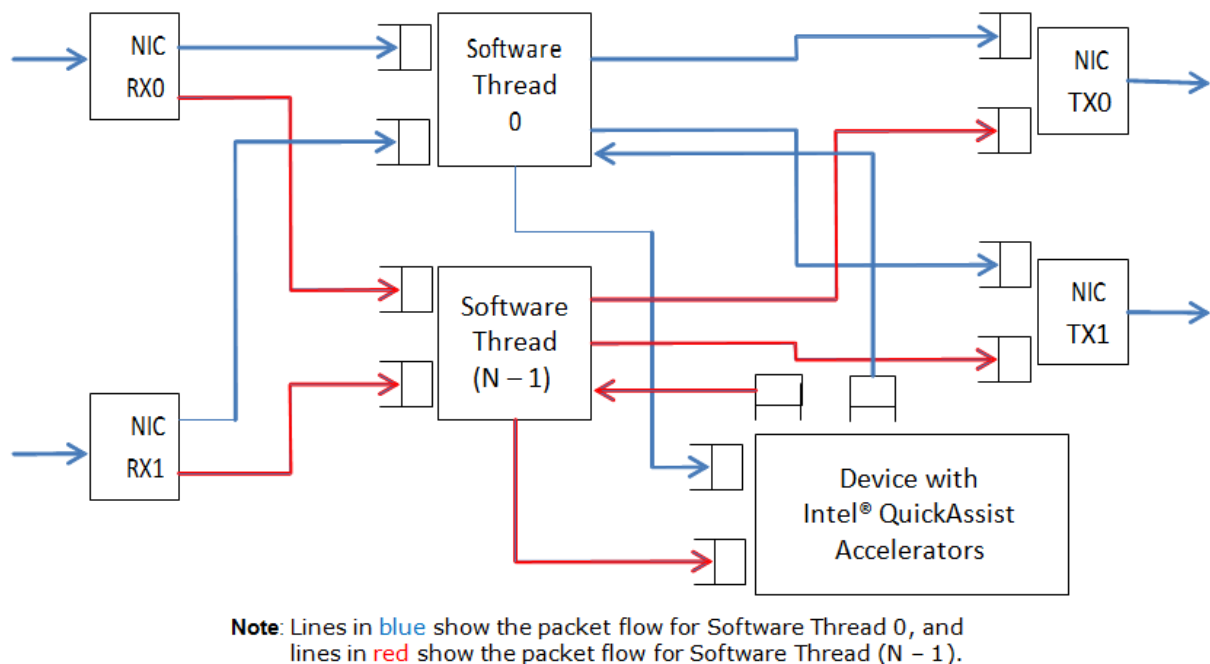 NIC
RX0
Software
Thread
0
NIC
TX0
Software
Thread
(N – 1)
NIC
TX1
NIC
RX1
Device with
Intel® QuickAssist
Accelerators
Note: Lines in blue show the packet flow for Software Thread 0, and
lines in red show the packet flow for Software Thread (N – 1).